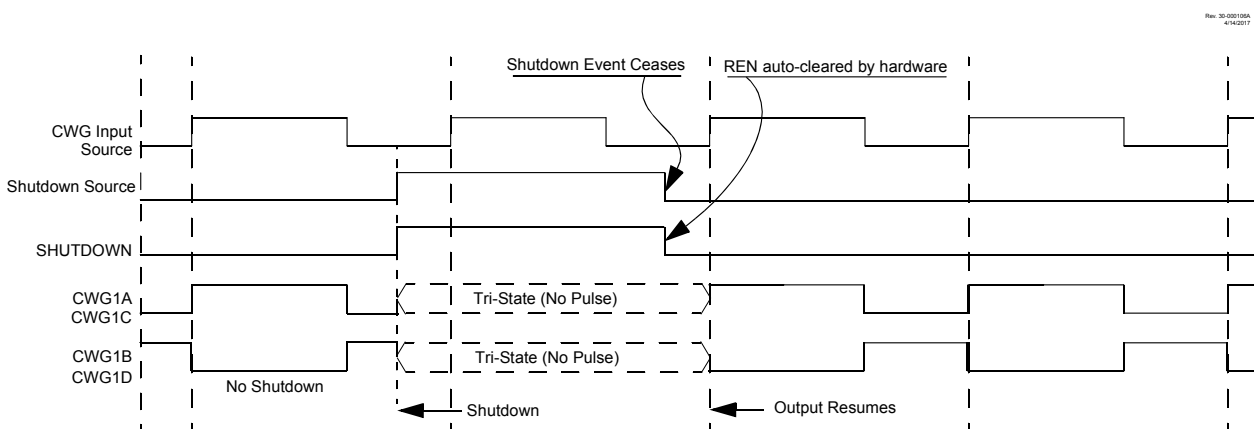 Rev. 30-000106A
4/14/2017
Shutdown Event Ceases
REN auto-cleared by hardware
CWG Input
Source
Shutdown Source
SHUTDOWN
CWG1A
CWG1C
Tri-State (No Pulse)
CWG1B
CWG1D
Tri-State (No Pulse)
No Shutdown
Shutdown
Output Resumes